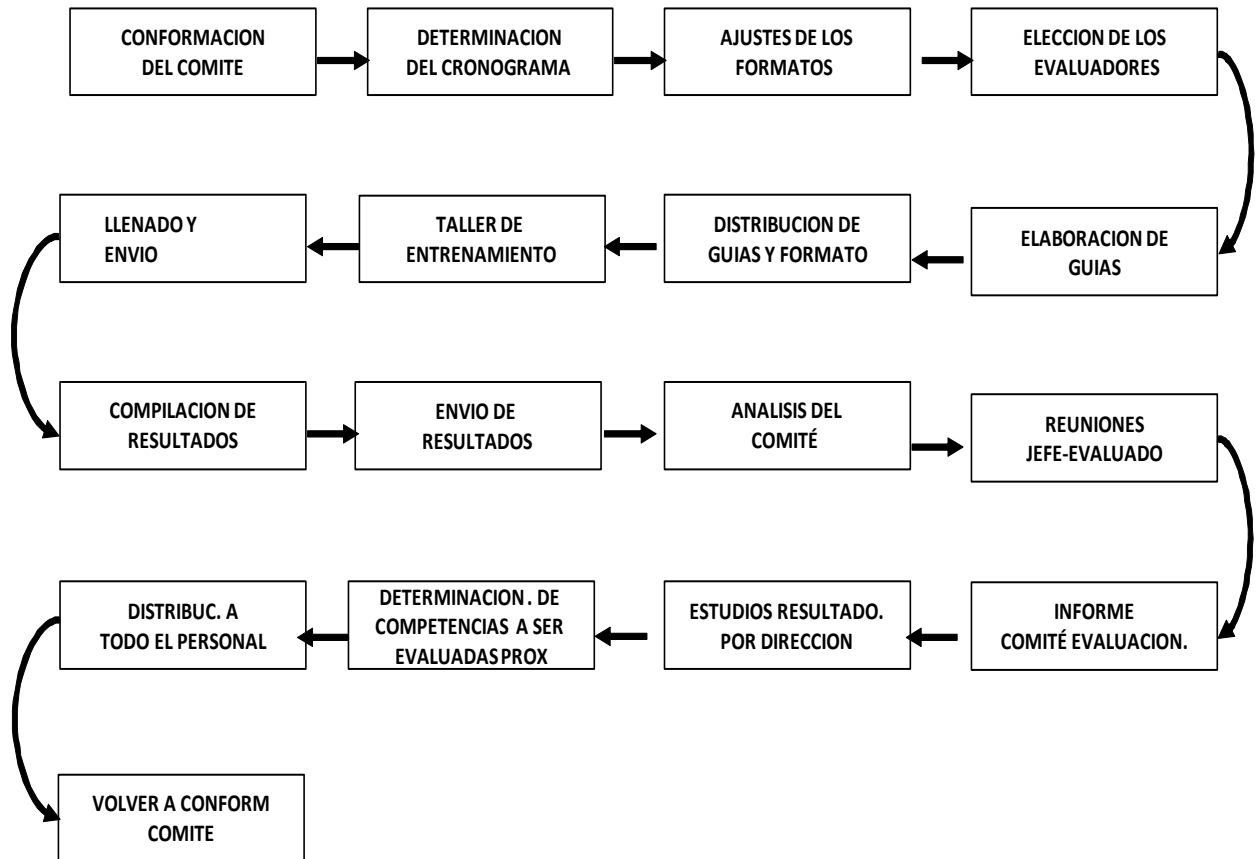 CONFORMACION
DEL COMITE
DETERMINACION
DEL CRONOGRAMA
AJUSTES DE LOS
FORMATOS
ELECCION DE LOS
EVALUADORES
ELABORACION DE
GUIAS
DISTRIBUCION DE
GUIAS Y FORMATO
TALLER DE
ENTRENAMIENTO
LLENADO Y
ENVIO
COMPILACION DE
RESULTADOS
ENVIO DE
RESULTADOS
ANALISIS DEL
COMITÉ
REUNIONES
JEFE-EVALUADO
INFORME
COMITÉ EVALUACION.
ESTUDIOS RESULTADO.
POR DIRECCION
DETERMINACION . DE
COMPETENCIAS A SER
EVALUADAS PROX
DISTRIBUC. A
TODO EL PERSONAL
VOLVER A CONFORM
COMITE